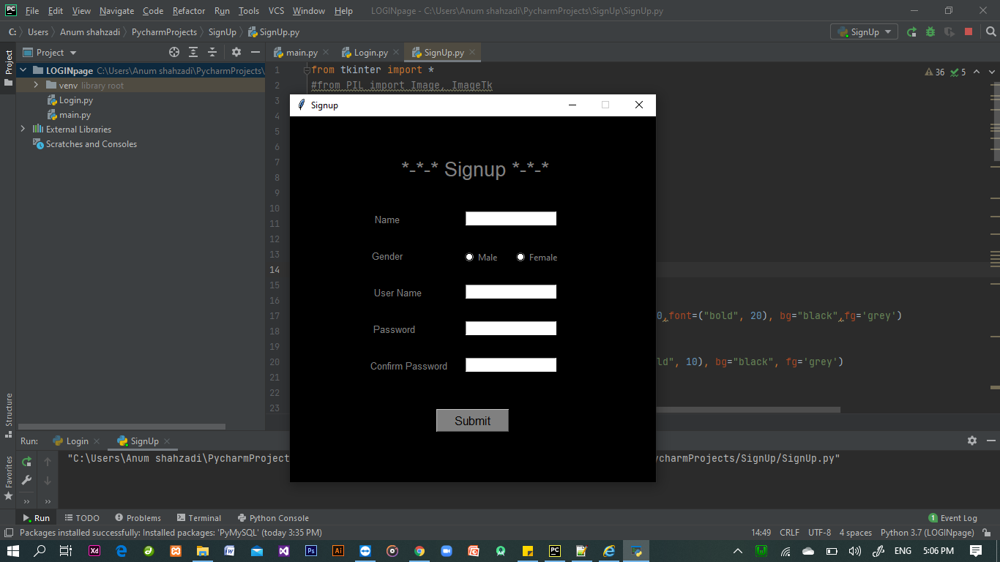 File Edit View Navigate Code Refactor Run Tools VCS Window Help LOGINpage - C:\Users\Anum shahzadi\PycharmProjects\SignUp\SignUp.py
C: Users Anum shahzadi PycharmProjects SignUp SignUp.py SignUp
Project main.py Login.py SignUp.py
Project
LOGINpage C:\Users\Anum shahzadi\PycharmProjects\
venv library root
Login.py
main.py
External Libraries
Scratches and Consoles
1 from tkinter import * 36 5
2 #from PIL import Image, ImageTk
3
4
5
6
7
8
9
10
11
12
13
14
15
16
17 0,font=("bold", 20), bg="black",fg='grey')
18
19
20 ld", 10), bg="black", fg='grey')
21
22
23
Signup
*-*-* Signup *-*-*
Name
Gender Male Female
User Name
Password
Confirm Password
Submit
Structure
Favorites
Run: Login SignUp
"C:\Users\Anum shahzadi\PycharmProject ycharmProjects/SignUp/SignUp.py"
Run TODO Problems Terminal Python Console 1 Event Log
Packages installed successfully: Installed packages: 'PyMySQL' (today 3:35 PM) 14:49 CRLF UTF-8 4 spaces Python 3.7 (LOGINpage)
ENG 5:06 PM